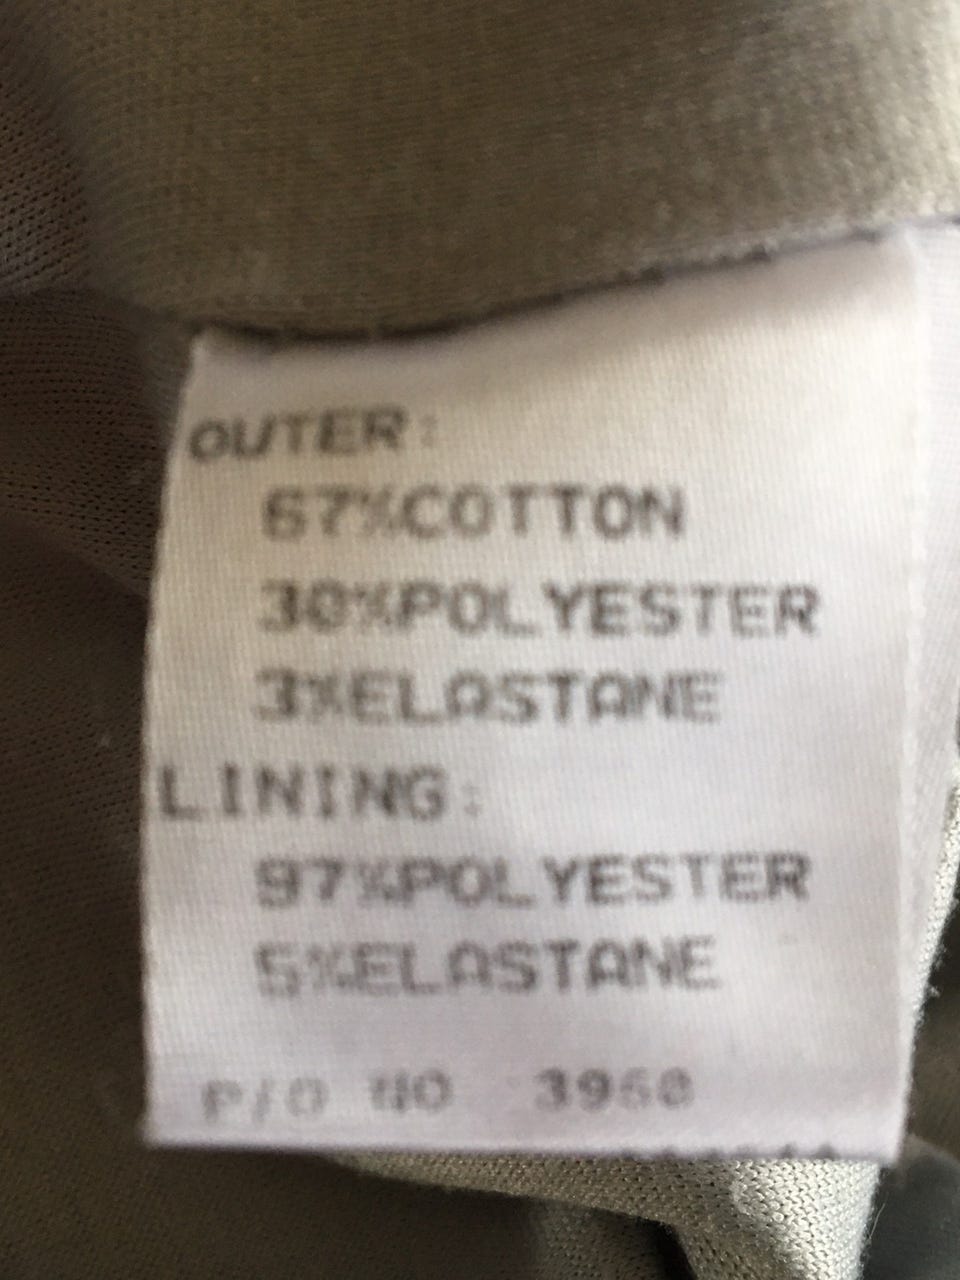 OUTER:
67%COTTON
30%POLYESTER
3%ELASTANE
LINING:
97%POLYESTER
5%ELASTANE
P/O NO 3960